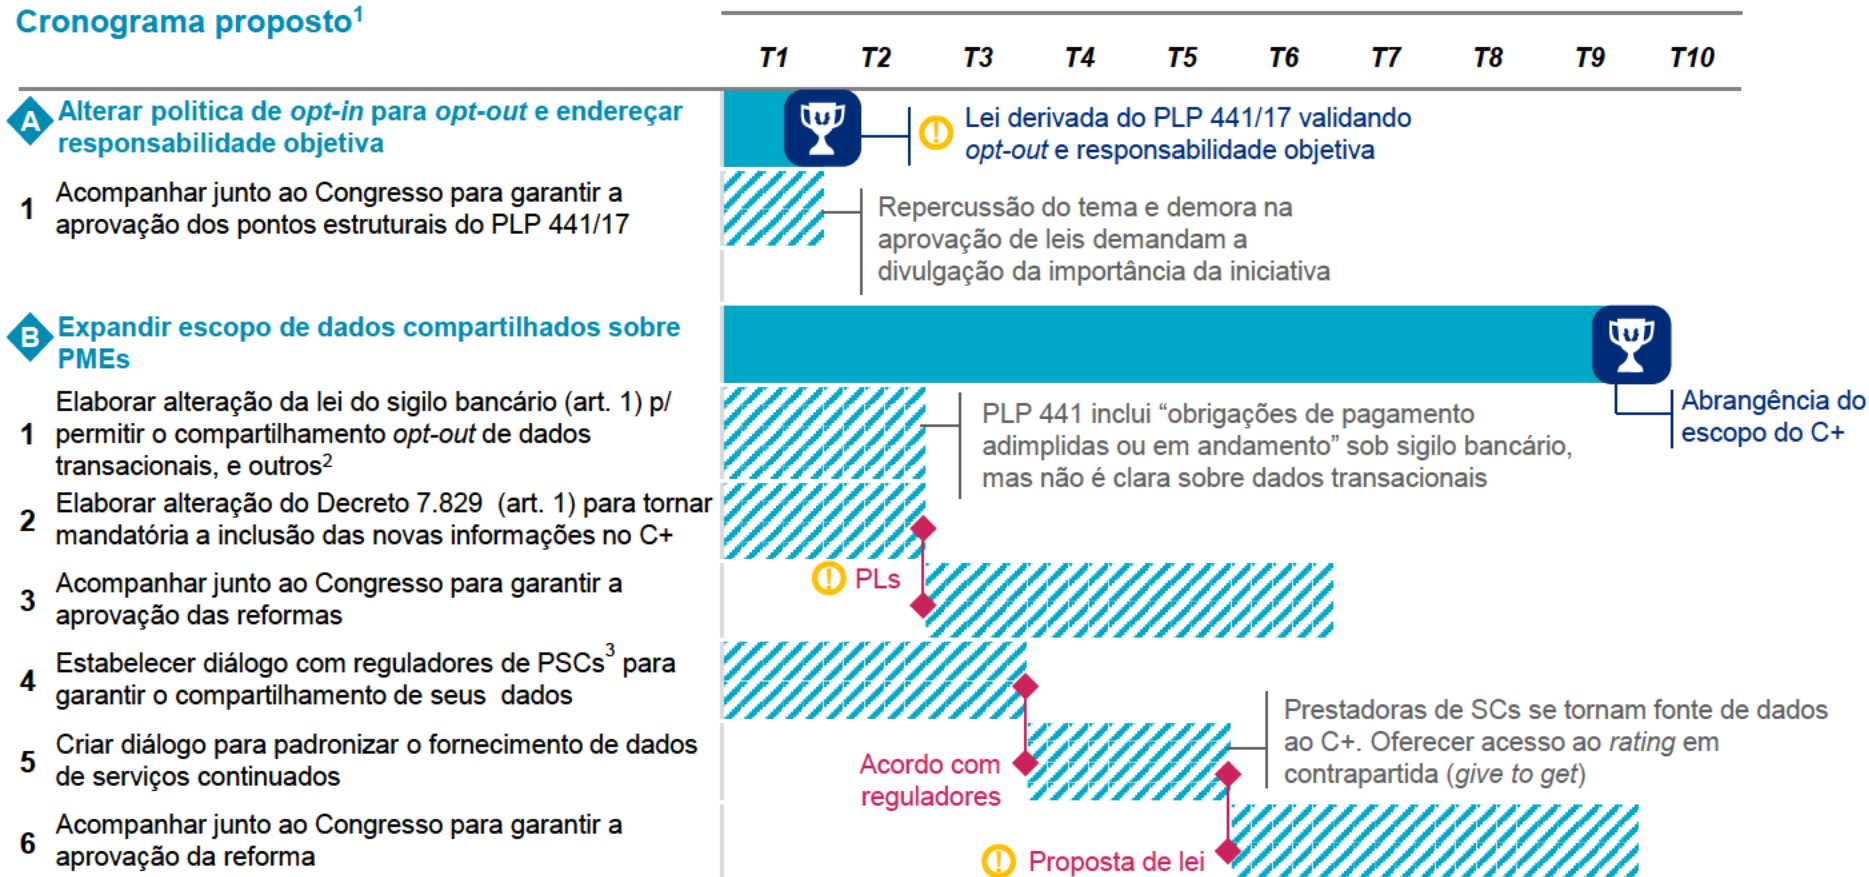 Cronograma proposto1
T1 T2 T3 T4 T5 T6 T7 T8 T9 T10
A
Alterar politica de opt-in para opt-out e endereçar
responsabilidade objetiva
Lei derivada do PLP 441/17 validando
opt-out e responsabilidade objetiva
1
Acompanhar junto ao Congresso para garantir a
aprovação dos pontos estruturais do PLP 441/17
Repercussão do tema e demora na
aprovação de leis demandam a
divulgação da importância da iniciativa
B
Expandir escopo de dados compartilhados sobre
PMEs
Abrangência do
escopo do C+
1
Elaborar alteração da lei do sigilo bancário (art. 1) p/
permitir o compartilhamento opt-out de dados
transacionais, e outros2
PLP 441 inclui “obrigações de pagamento
adimplidas ou em andamento” sob sigilo bancário,
mas não é clara sobre dados transacionais
2
Elaborar alteração do Decreto 7.829 (art. 1) para tornar
mandatória a inclusão das novas informações no C+
PLs
3
Acompanhar junto ao Congresso para garantir a
aprovação das reformas
4
Estabelecer diálogo com reguladores de PSCs3 para
garantir o compartilhamento de seus dados
Acordo com
reguladores
5
Criar diálogo para padronizar o fornecimento de dados
de serviços continuados
Prestadoras de SCs se tornam fonte de dados
ao C+. Oferecer acesso ao rating em
contrapartida (give to get)
6
Acompanhar junto ao Congresso para garantir a
aprovação da reforma
Proposta de lei